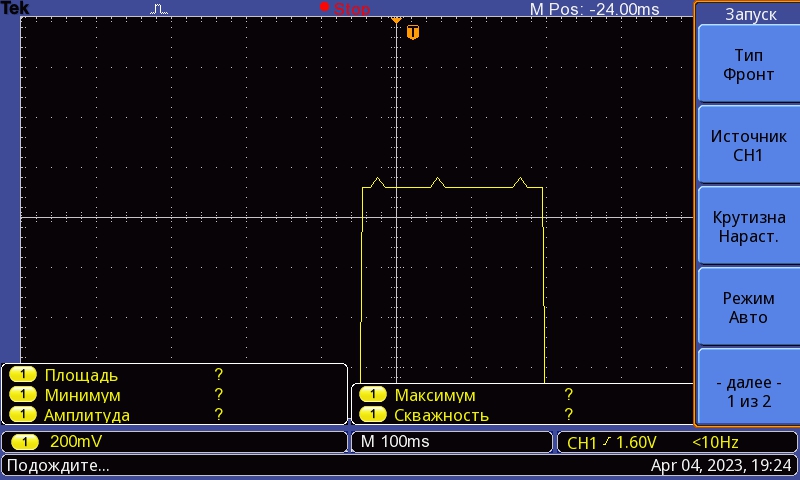 Tek
Stop
M Pos: -24.00ms
T
Запуск
Тип
Фронт
Источник
CH1
Крутизна
Нараст.
Режим
Авто
- далее -
1 из 2
1 Площадь ?
1 Минимум ?
1 Амплитуда ?
1 Максимум ?
1 Скважность ?
1 200mV
M 100ms
CH1 1.60V <10Hz
Подождите...
Apr 04, 2023, 19:24